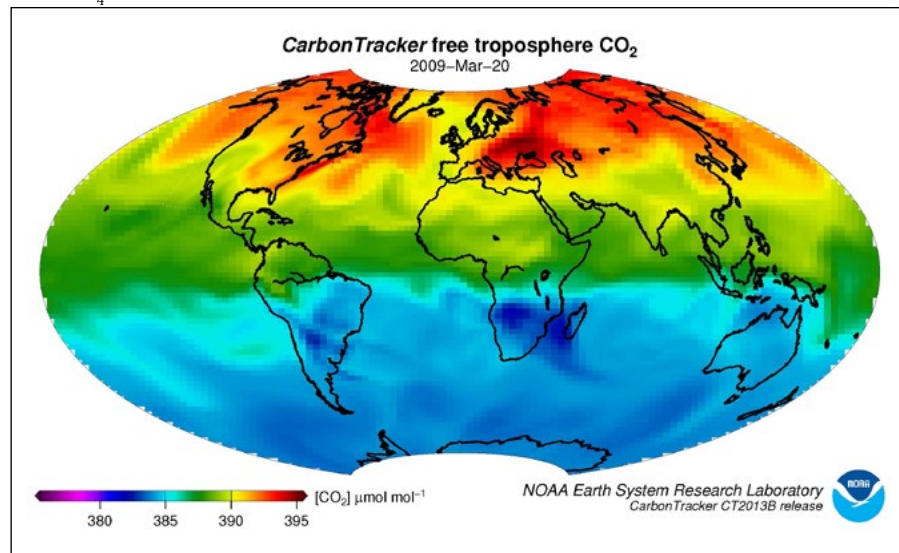 4
CarbonTracker free troposphere CO₂
2009-Mar-20
[CO₂] μmol mol⁻¹
380 385 390 395
NOAA Earth System Research Laboratory
CarbonTracker CT2013B release
NOAA